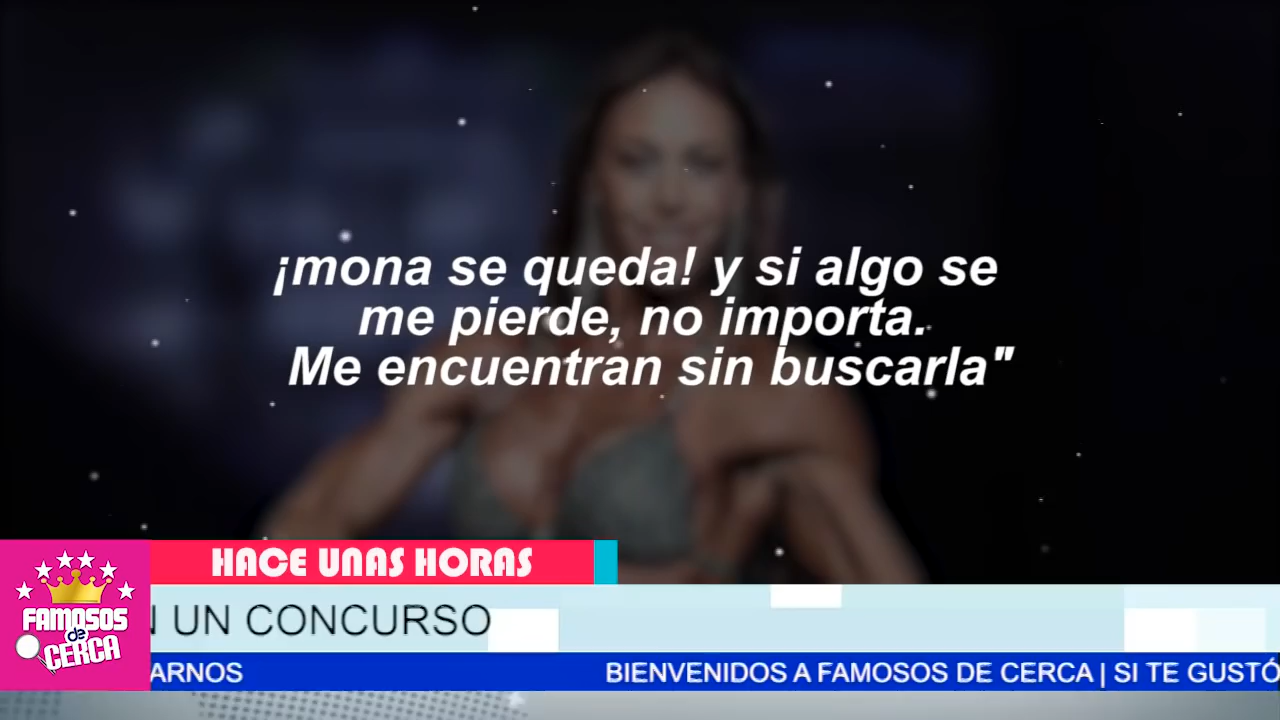 ¡mona se queda! y si algo se
me pierde, no importa.
Me encuentran sin buscarla"
HACE UNAS HORAS
N UN CONCURSO
FAMOSOS
de
CERCA
ARNOS
BIENVENIDOS A FAMOSOS DE CERCA | SI TE GUSTÓ